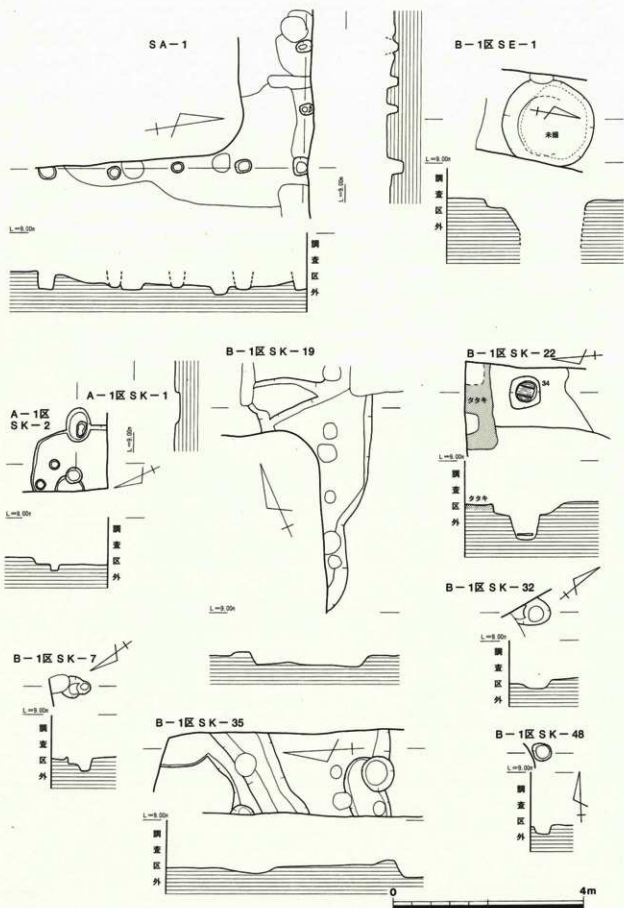 SA-1
B-1区 SE-1
未掘
L=9.00m
調査区外
L=9.00m
L=9.00m
調査区外
B-1区 SK-19
B-1区 SK-22
34
タタキ
A-1区 SK-1
A-1区
SK-2
L=9.00m
L=9.00m
タタキ
調査区外
L=9.00m
調査区外
L=9.00m
B-1区 SK-32
L=9.00m
調査区外
B-1区 SK-7
L=9.00m
調査区外
B-1区 SK-35
B-1区 SK-48
L=9.00m
調査区外
L=9.00m
調査区外
0 4m